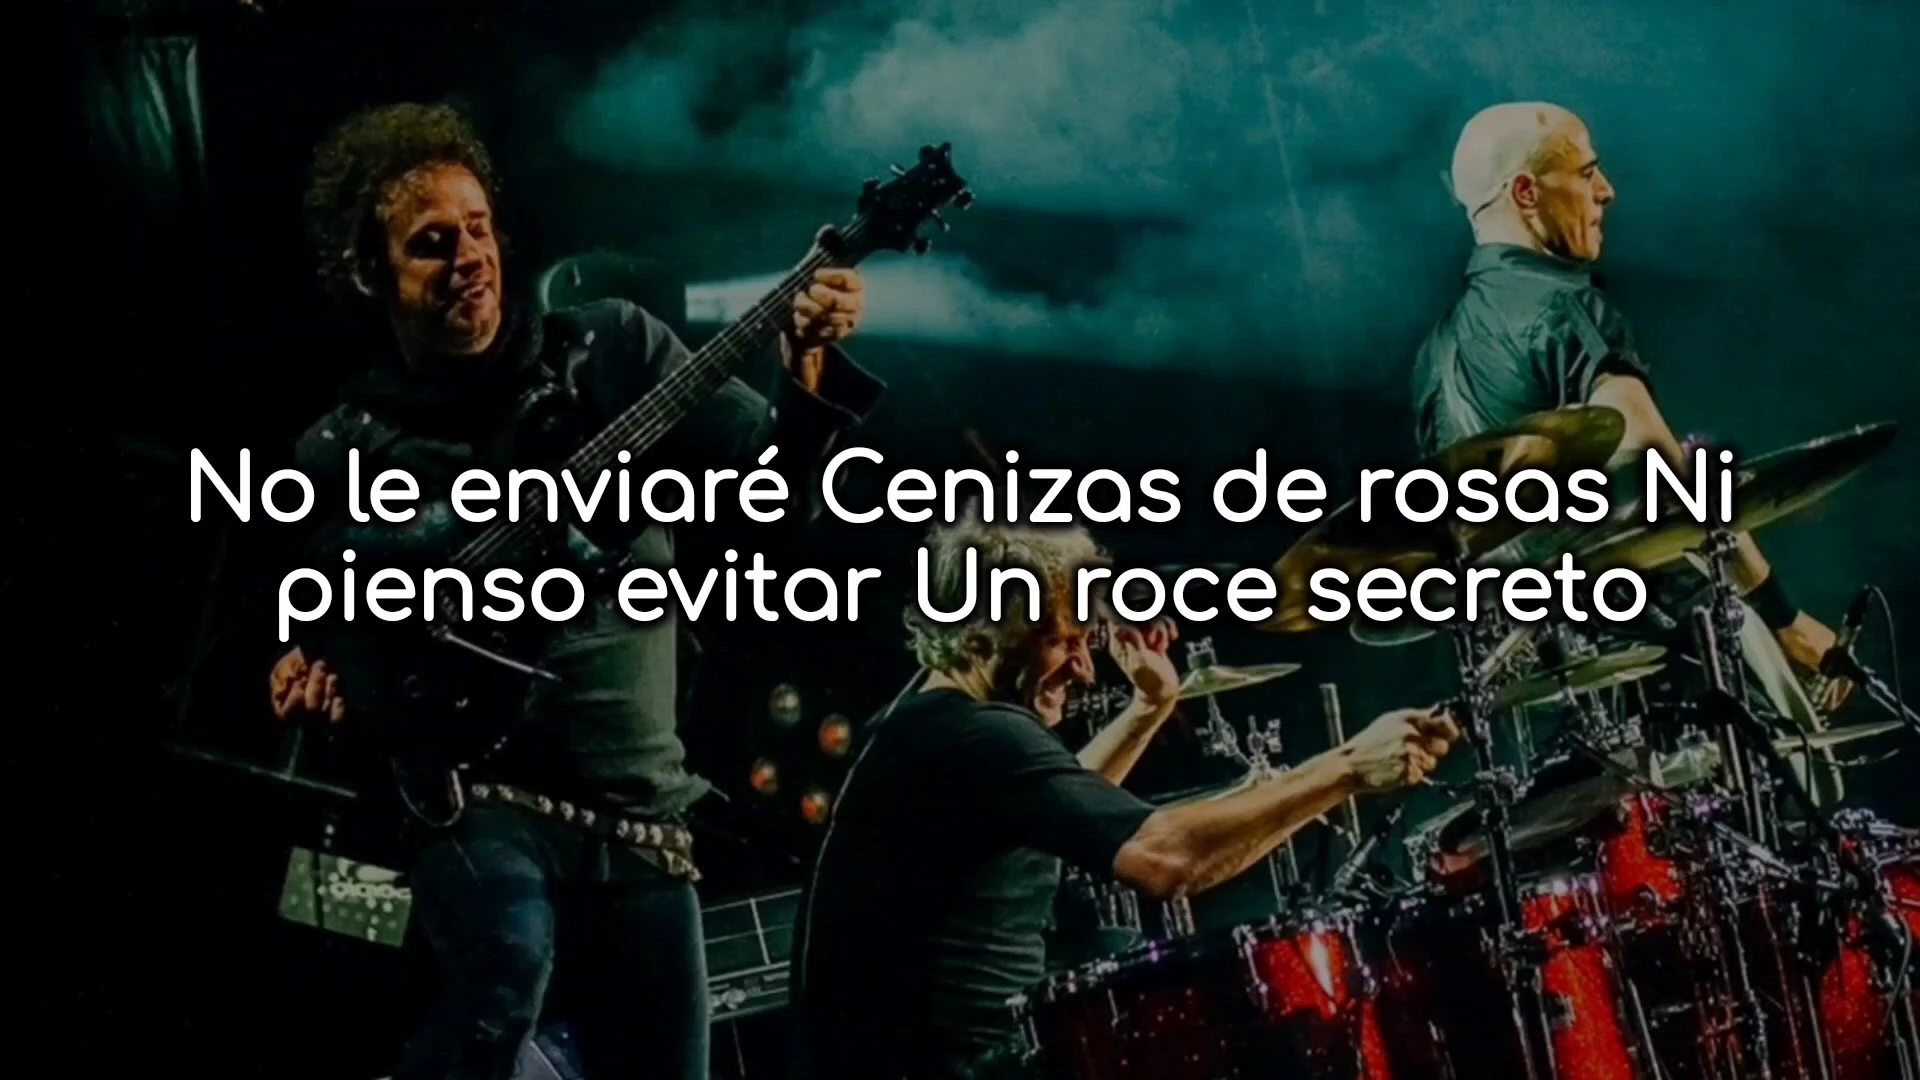 No le enviaré Cenizas de rosas Ni
pienso evitar Un roce secreto